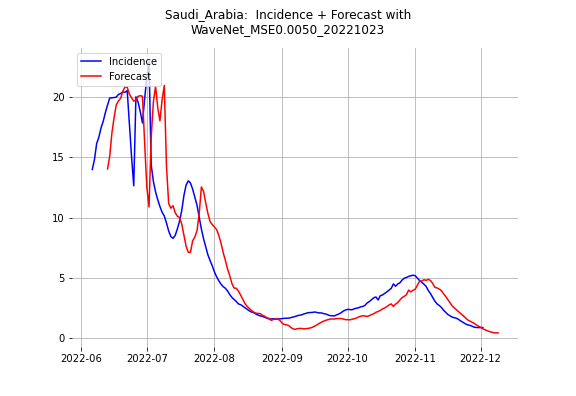 Saudi_Arabia:  Incidence + Forecast with
WaveNet_MSE0.0050_20221023
Incidence
Forecast
20
15
10
5
0
2022-06 2022-07 2022-08 2022-09 2022-10 2022-11 2022-12